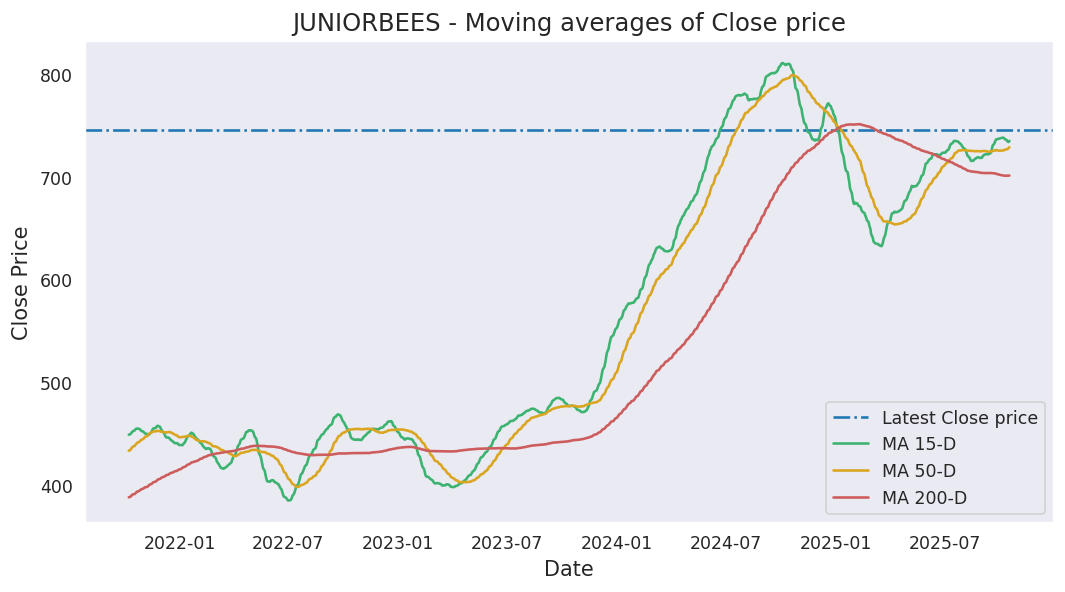 JUNIORBEES - Moving averages of Close price
800
700
600
500
400
Close Price
Latest Close price
MA 15-D
MA 50-D
MA 200-D
2022-01 2022-07 2023-01 2023-07 2024-01 2024-07 2025-01 2025-07
Date